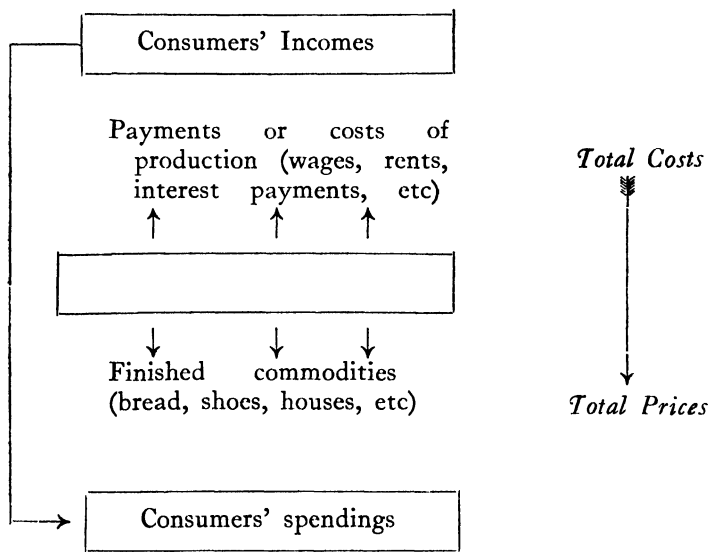 Consumers' Incomes
Payments or costs of
production (wages, rents,
interest payments, etc)
Total Costs
Finished commodities
(bread, shoes, houses, etc)
Total Prices
Consumers' spendings